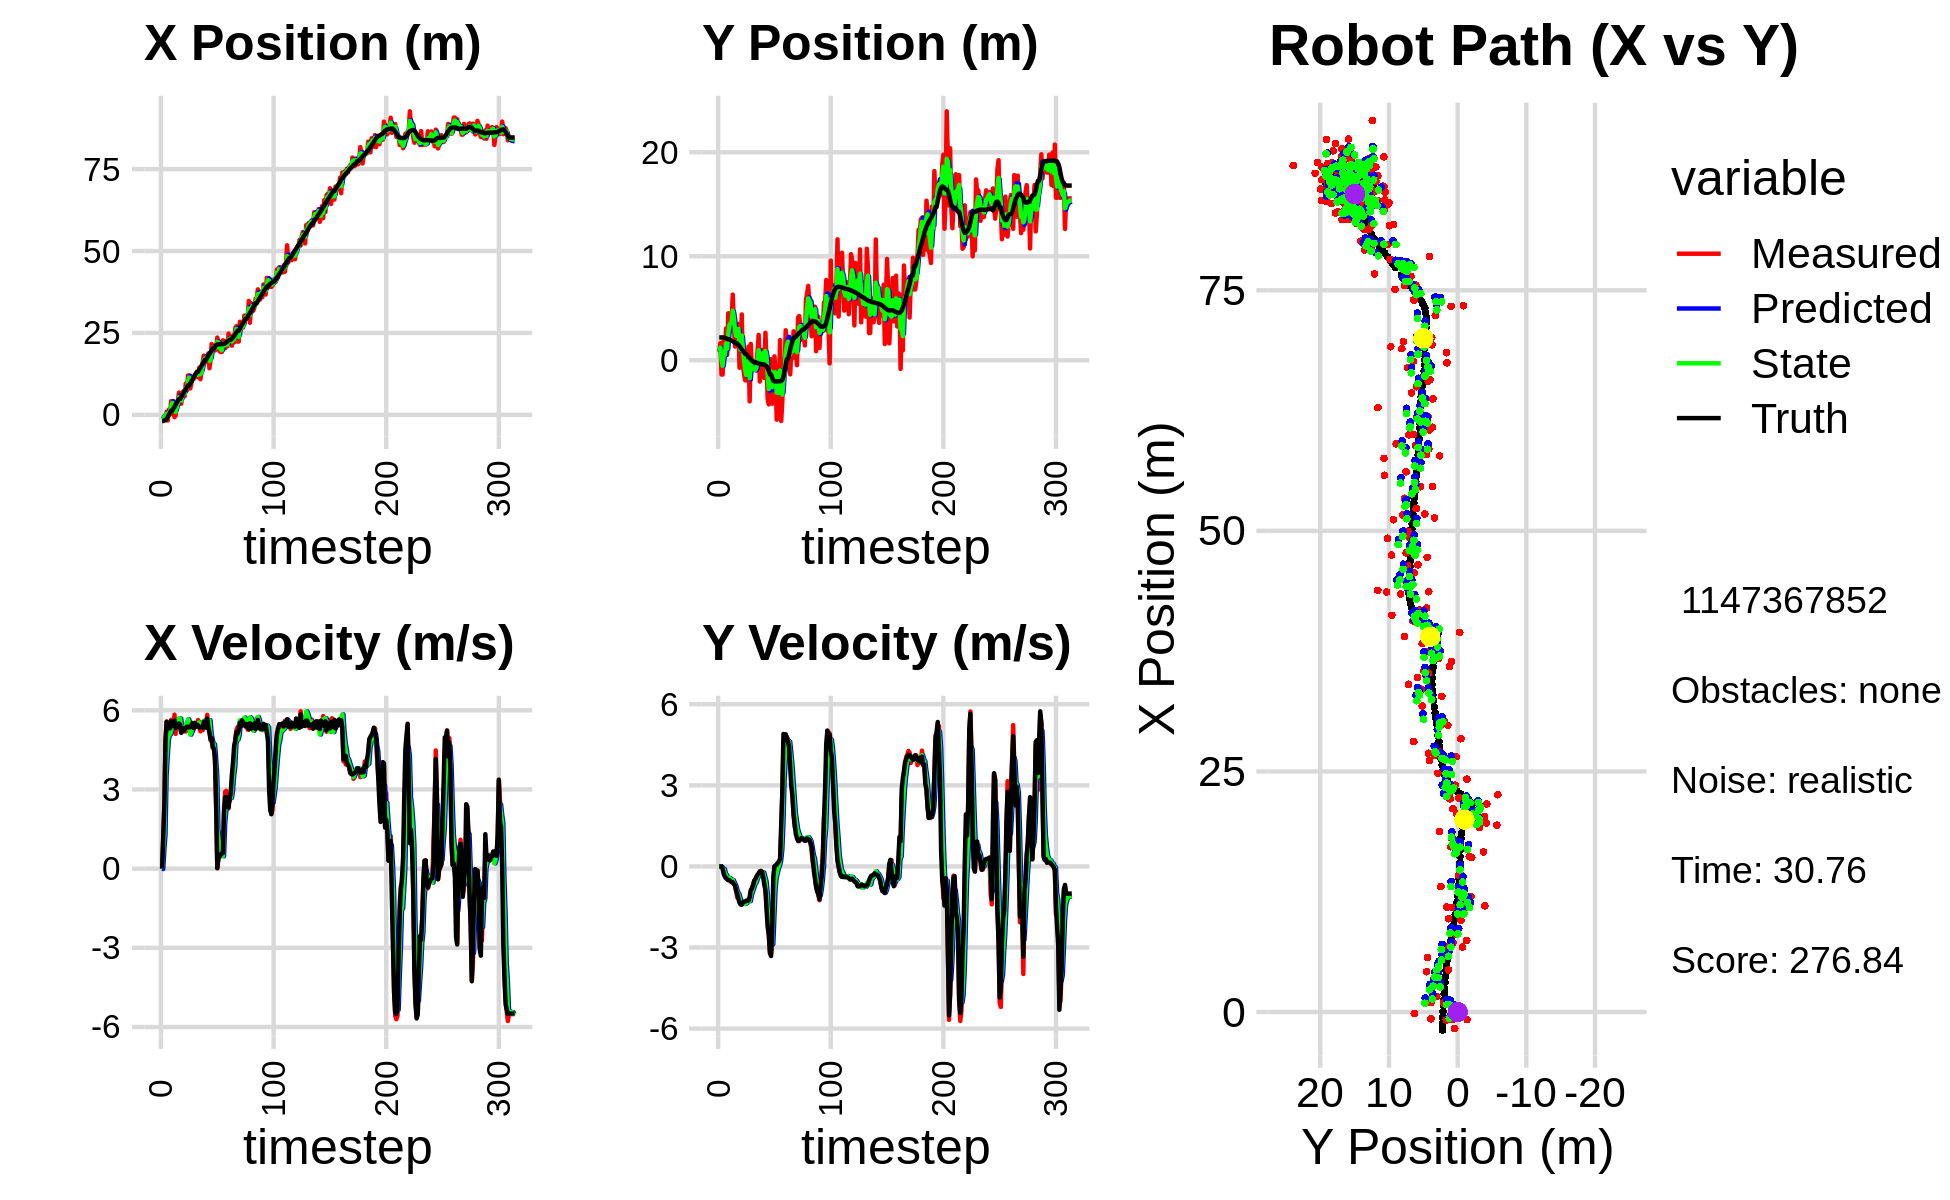 X Position (m)
75
50
25
0
0 100 200 300
timestep
Y Position (m)
20
10
0
0 100 200 300
timestep
X Velocity (m/s)
6
3
0
-3
-6
0 100 200 300
timestep
Y Velocity (m/s)
6
3
0
-3
-6
0 100 200 300
timestep
Robot Path (X vs Y)
X Position (m)
75
50
25
0
20 10 0 -10 -20
Y Position (m)
variable
Measured
Predicted
State
Truth
1147367852
Obstacles: none
Noise: realistic
Time: 30.76
Score: 276.84